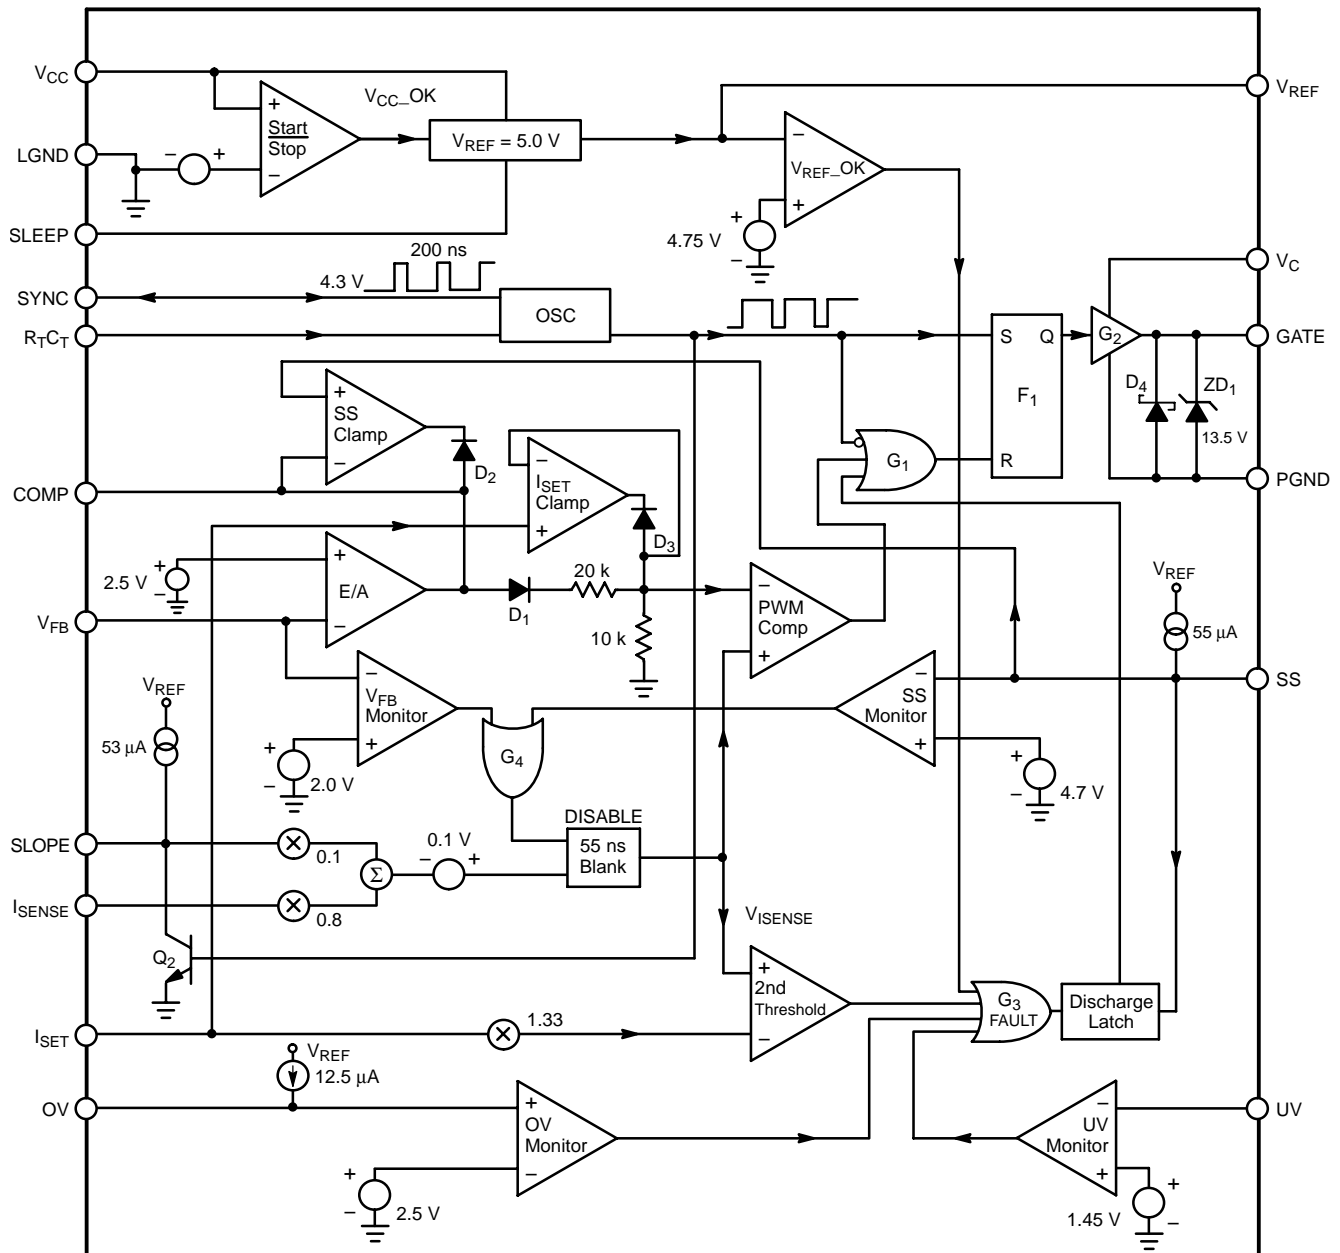 VCC
VCC_OK
VREF
+
Start
Stop
−
VREF = 5.0 V
−
VREF_OK
+
LGND
− +
SLEEP
+
4.75 V
−
200 ns
4.3 V
SYNC
OSC
RTCT
VC
S Q
F1
R
G2
GATE
D4
ZD1
13.5 V
PGND
+
SS
Clamp
−
D2
COMP
−
ISET
Clamp
+
D3
G1
+
2.5 V
−
+
E/A
−
D1
20 k
10 k
−
PWM
Comp
+
VREF
55 µA
VFB
−
VFB
Monitor
+
−
SS
Monitor
+
SS
VREF
53 µA
+
−
2.0 V
G4
+
−
4.7 V
DISABLE
55 ns
Blank
SLOPE
×
0.1
Σ
0.1 V
− +
ISENSE
×
0.8
VISENSE
Q2
+
2nd
Threshold
−
G3
FAULT
Discharge
Latch
ISET
×
1.33
VREF
12.5 µA
OV
+
OV
Monitor
−
−
UV
Monitor
+
UV
+
−
2.5 V
+
−
1.45 V